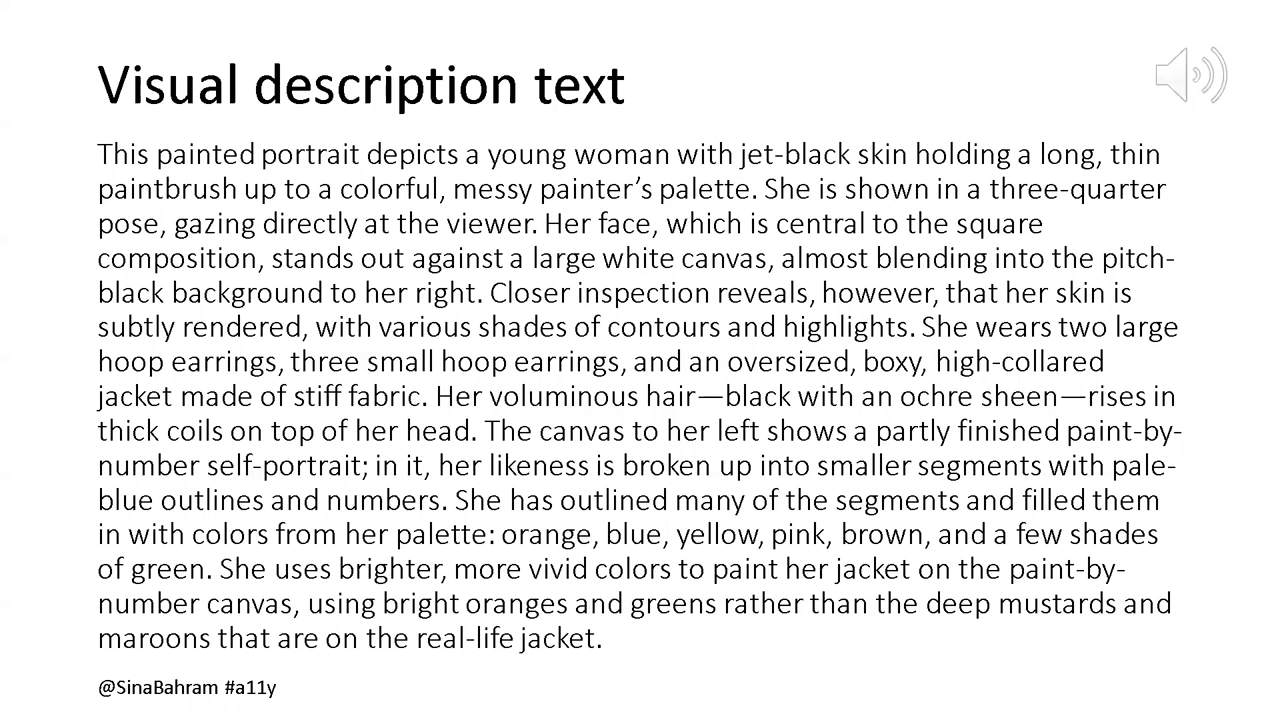 Visual description text
This painted portrait depicts a young woman with jet-black skin holding a long, thin
paintbrush up to a colorful, messy painter’s palette. She is shown in a three-quarter
pose, gazing directly at the viewer. Her face, which is central to the square
composition, stands out against a large white canvas, almost blending into the pitch-
black background to her right. Closer inspection reveals, however, that her skin is
subtly rendered, with various shades of contours and highlights. She wears two large
hoop earrings, three small hoop earrings, and an oversized, boxy, high-collared
jacket made of stiff fabric. Her voluminous hair—black with an ochre sheen—rises in
thick coils on top of her head. The canvas to her left shows a partly finished paint-by-
number self-portrait; in it, her likeness is broken up into smaller segments with pale-
blue outlines and numbers. She has outlined many of the segments and filled them
in with colors from her palette: orange, blue, yellow, pink, brown, and a few shades
of green. She uses brighter, more vivid colors to paint her jacket on the paint-by-
number canvas, using bright oranges and greens rather than the deep mustards and
maroons that are on the real-life jacket.
@SinaBahram #a11y